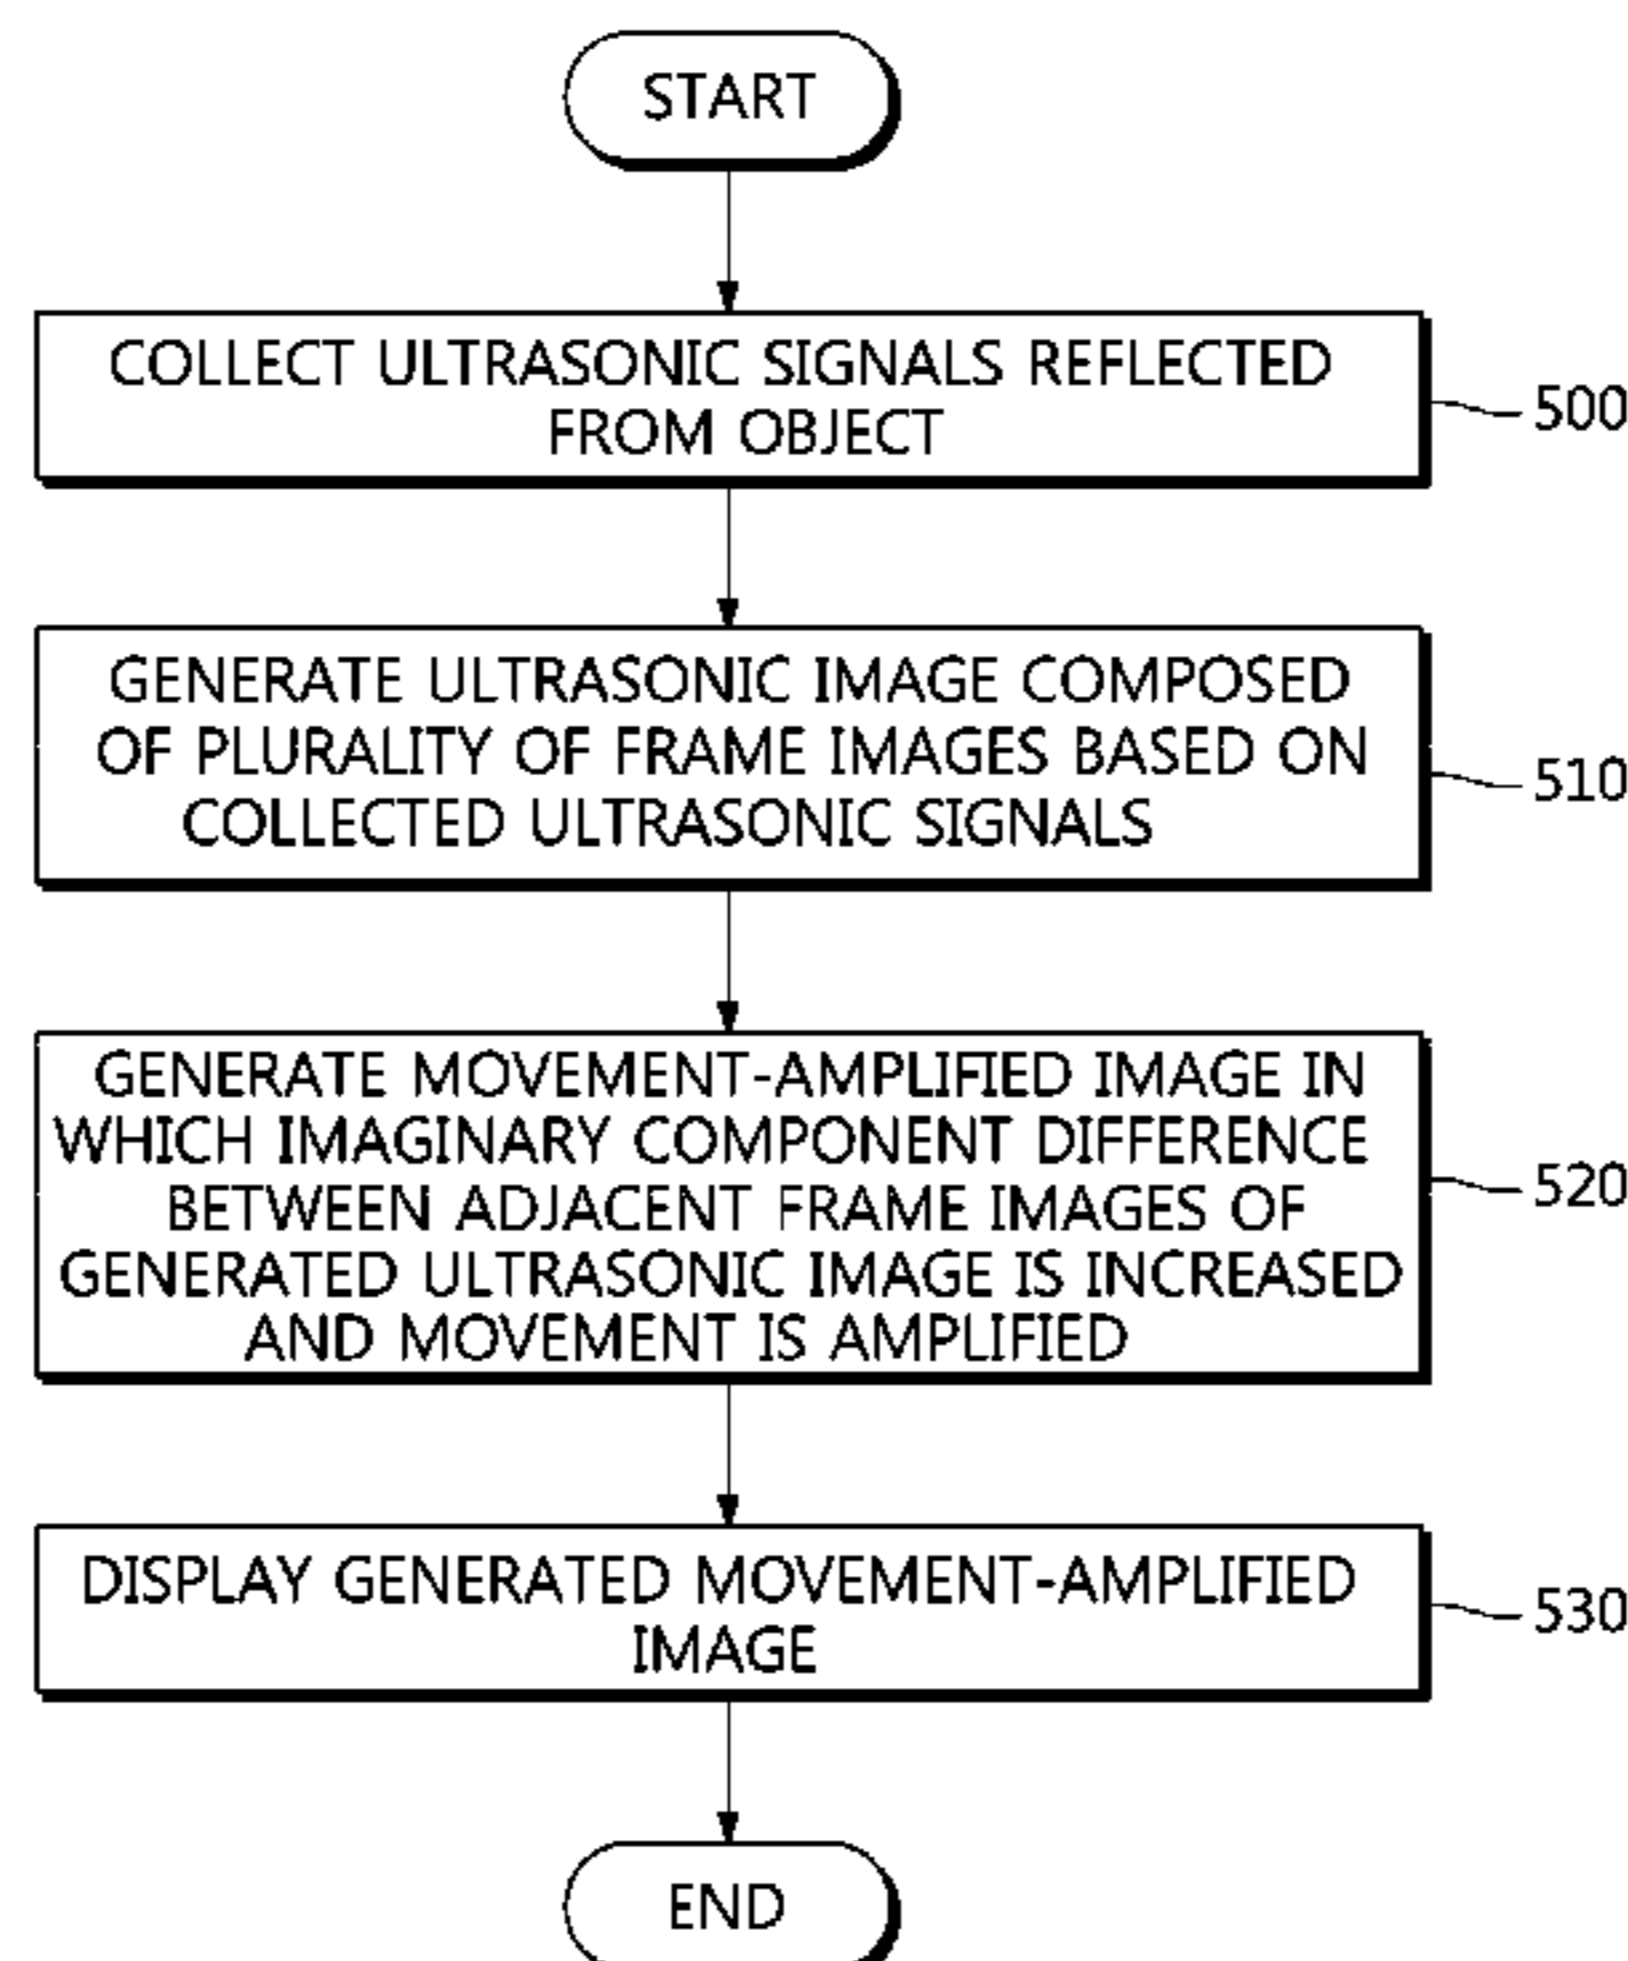 START
COLLECT ULTRASONIC SIGNALS REFLECTED
FROM OBJECT
500
GENERATE ULTRASONIC IMAGE COMPOSED
OF PLURALITY OF FRAME IMAGES BASED ON
COLLECTED ULTRASONIC SIGNALS
510
GENERATE MOVEMENT-AMPLIFIED IMAGE IN
WHICH IMAGINARY COMPONENT DIFFERENCE
BETWEEN ADJACENT FRAME IMAGES OF
GENERATED ULTRASONIC IMAGE IS INCREASED
AND MOVEMENT IS AMPLIFIED
520
DISPLAY GENERATED MOVEMENT-AMPLIFIED
IMAGE
530
END